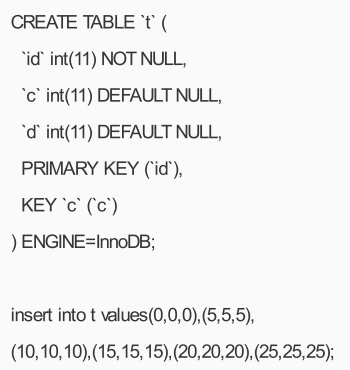 CREATE TABLE `t` (
`id` int(11) NOT NULL,
`c` int(11) DEFAULT NULL,
`d` int(11) DEFAULT NULL,
PRIMARY KEY (`id`),
KEY `c` (`c`)
) ENGINE=InnoDB;
insert into t values(0,0,0),(5,5,5),
(10,10,10),(15,15,15),(20,20,20),(25,25,25);